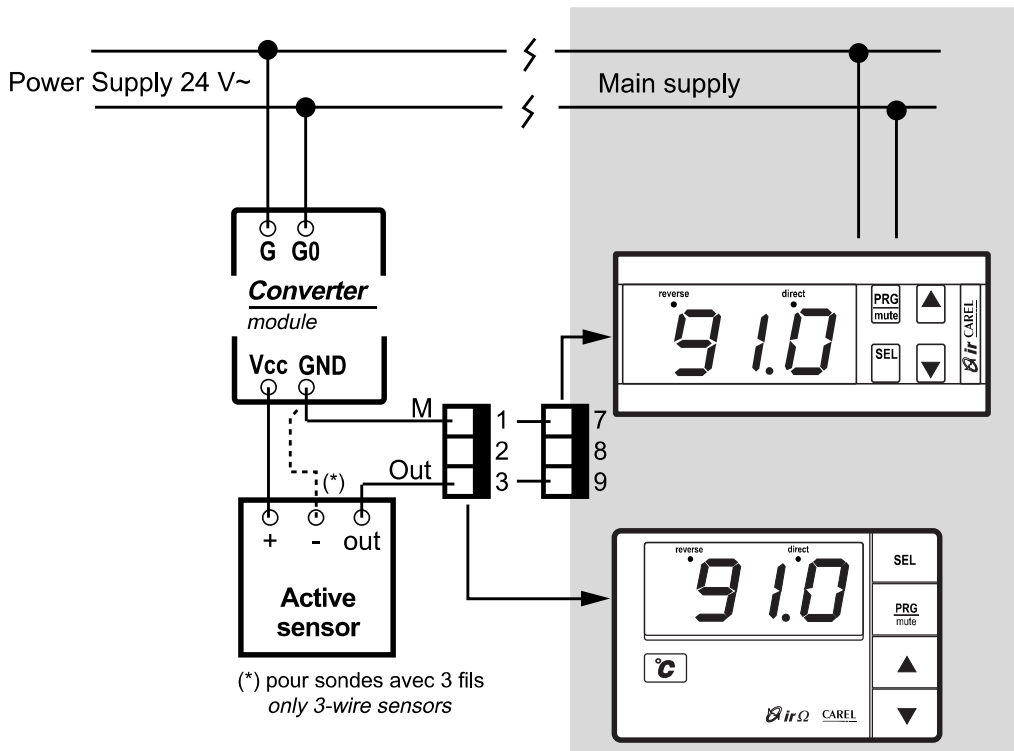 Power Supply 24 V~
Main supply
G G0
Converter
module
Vcc GND
M
Out
(*)
1
2
3
7
8
9
+ - out
Active
sensor
(*) pour sondes avec 3 fils
only 3-wire sensors
reverse direct
91.0
PRG
mute
SEL
ir CAREL
reverse direct
91.0
SEL
PRG
mute
°C
irΩ CAREL